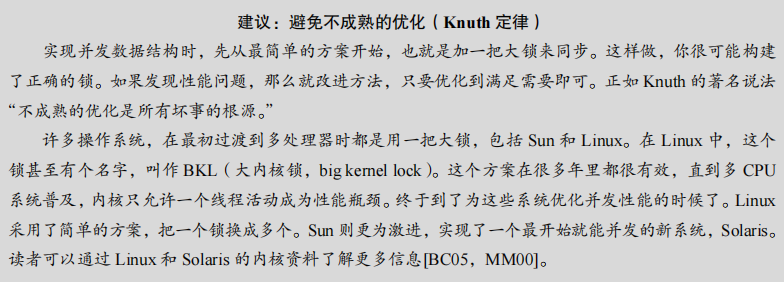 建议：避免不成熟的优化（Knuth 定律）
实现并发数据结构时，先从最简单的方案开始，也就是加一把大锁来同步。这样做，你很可能构建
了正确的锁。如果发现性能问题，那么就改进方法，只要优化到满足需要即可。正如 Knuth 的著名说法
“不成熟的优化是所有坏事的根源。”
许多操作系统，在最初过渡到多处理器时都是用一把大锁，包括 Sun 和 Linux。在 Linux 中，这个
锁甚至有个名字，叫作 BKL（大内核锁，big kernel lock）。这个方案在很多年里都很有效，直到多 CPU
系统普及，内核只允许一个线程活动成为性能瓶颈。终于到了为这些系统优化并发性能的时候了。Linux
采用了简单的方案，把一个锁换成多个。Sun 则更为激进，实现了一个最开始就能并发的新系统，Solaris。
读者可以通过 Linux 和 Solaris 的内核资料了解更多信息[BC05，MM00]。